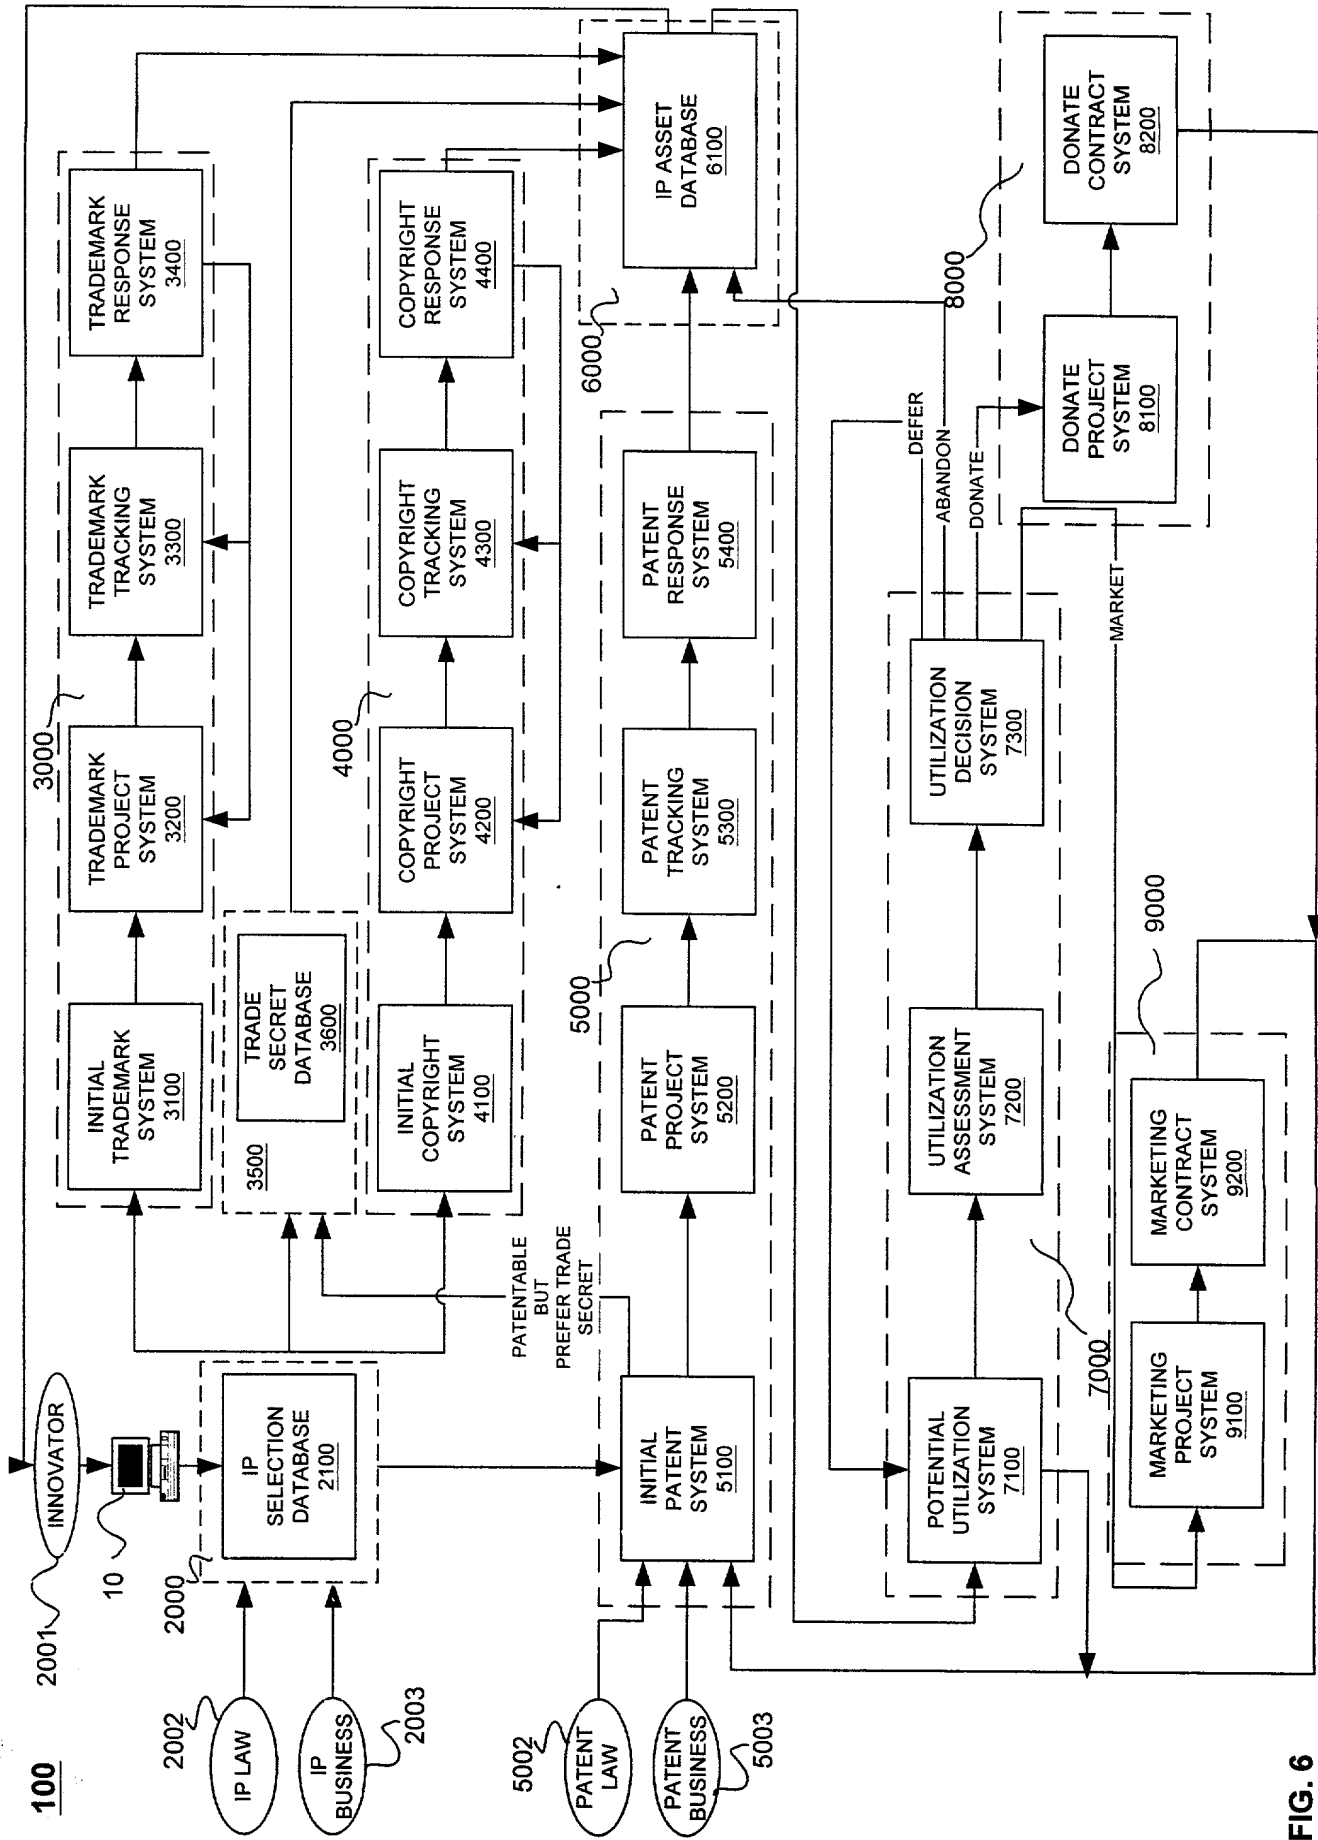 100
2001
INNOVATOR
10
2002
IP LAW
IP
BUSINESS
2003
2000
IP
SELECTION
DATABASE
2100
3000
INITIAL
TRADEMARK
SYSTEM
3100
TRADEMARK
PROJECT
SYSTEM
3200
TRADEMARK
TRACKING
SYSTEM
3300
TRADEMARK
RESPONSE
SYSTEM
3400
3500
TRADE
SECRET
DATABASE
3600
4000
INITIAL
COPYRIGHT
SYSTEM
4100
COPYRIGHT
PROJECT
SYSTEM
4200
COPYRIGHT
TRACKING
SYSTEM
4300
COPYRIGHT
RESPONSE
SYSTEM
4400
PATENTABLE
BUT
PREFER TRADE
SECRET
5002
PATENT
LAW
PATENT
BUSINESS
5003
5000
INITIAL
PATENT
SYSTEM
5100
PATENT
PROJECT
SYSTEM
5200
PATENT
TRACKING
SYSTEM
5300
PATENT
RESPONSE
SYSTEM
5400
6000
IP ASSET
DATABASE
6100
7000
POTENTIAL
UTILIZATION
SYSTEM
7100
UTILIZATION
ASSESSMENT
SYSTEM
7200
UTILIZATION
DECISION
SYSTEM
7300
DEFER
ABANDON
DONATE
MARKET
8000
DONATE
PROJECT
SYSTEM
8100
DONATE
CONTRACT
SYSTEM
8200
9000
MARKETING
PROJECT
SYSTEM
9100
MARKETING
CONTRACT
SYSTEM
9200
FIG. 6